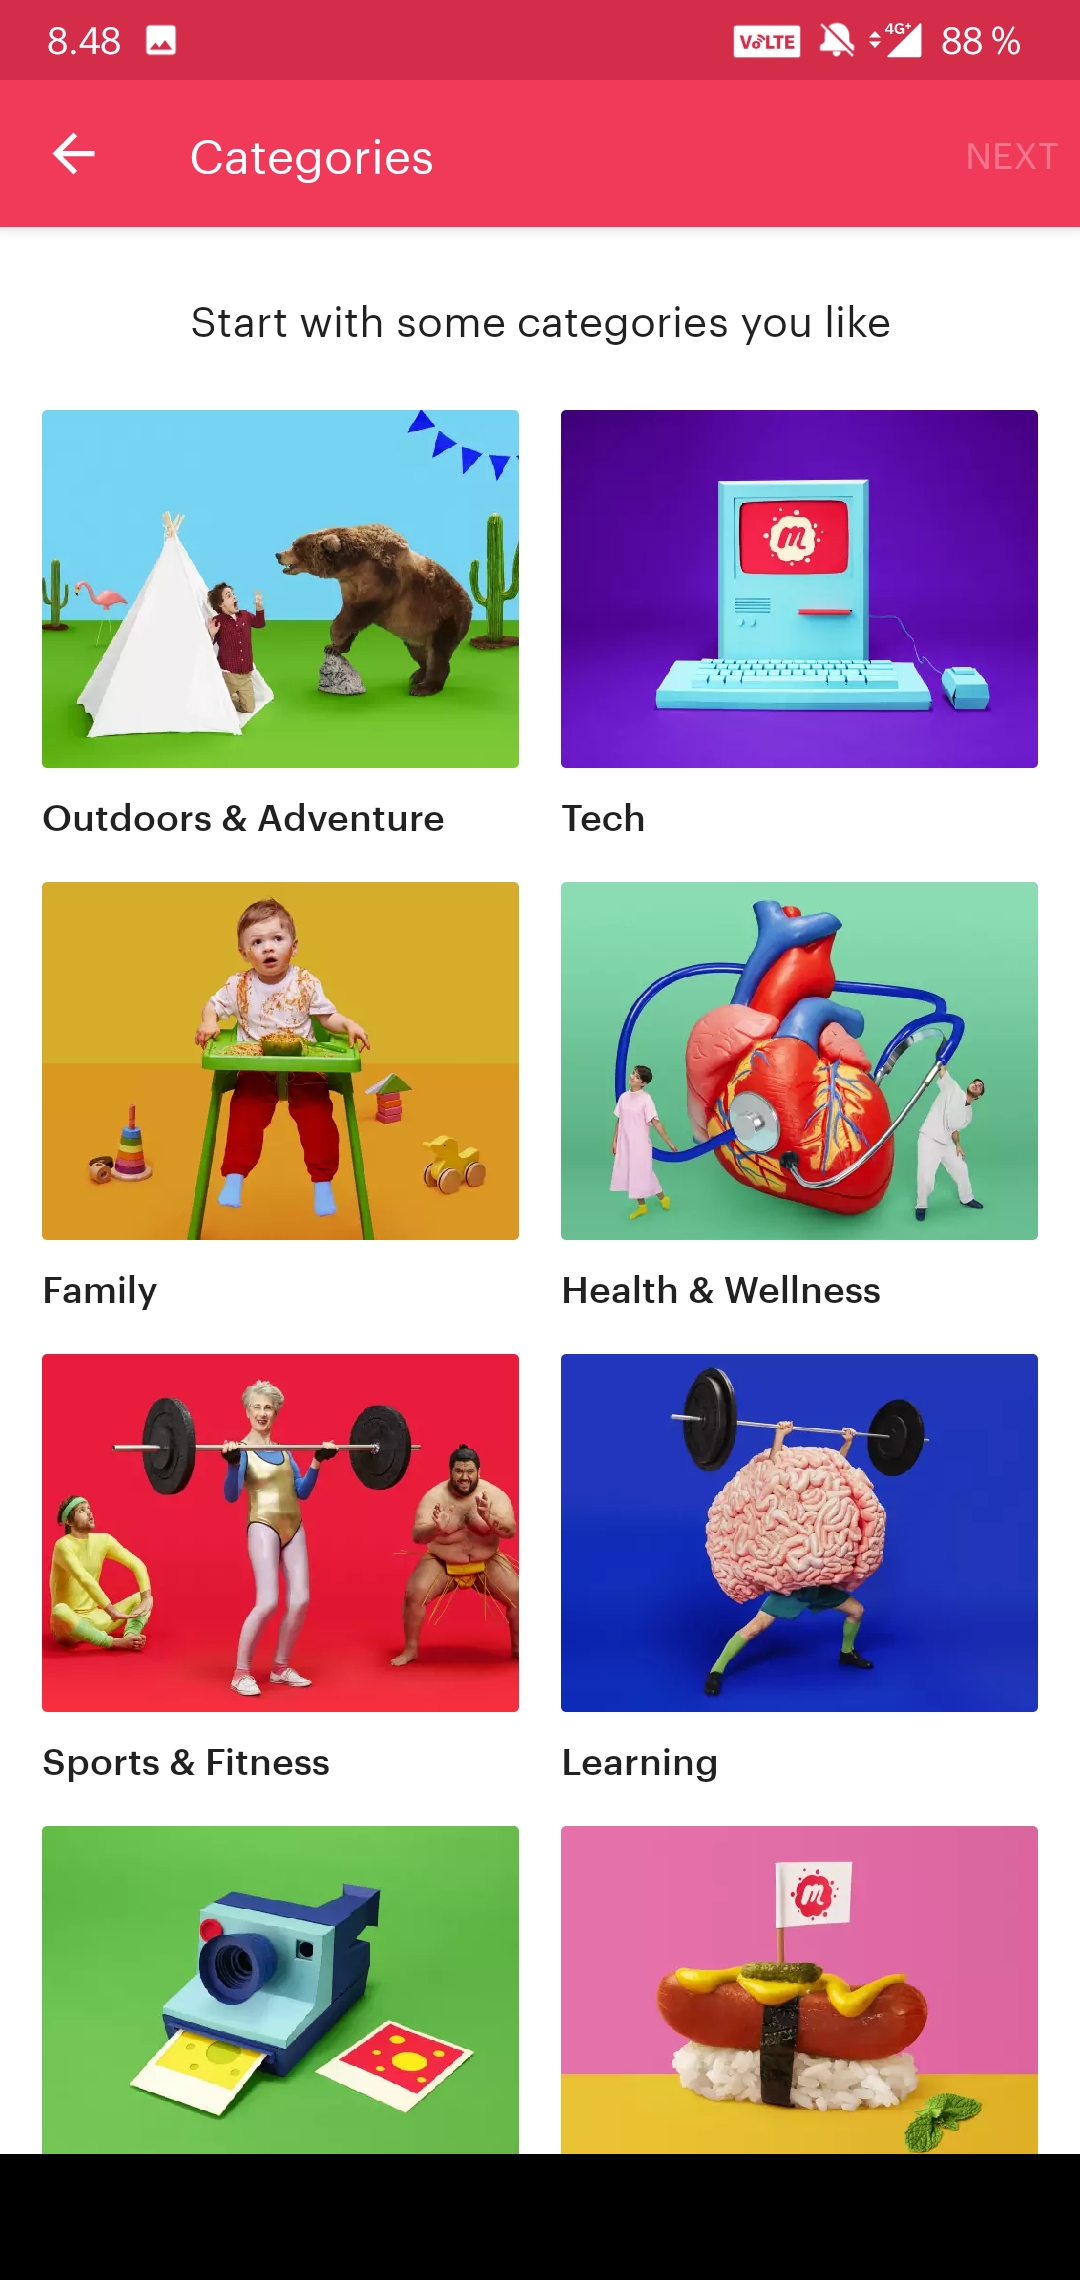 8.48 VoLTE 4G+ 88 %
Categories NEXT
Start with some categories you like
m
Outdoors & Adventure Tech
Family Health & Wellness
Sports & Fitness Learning
m